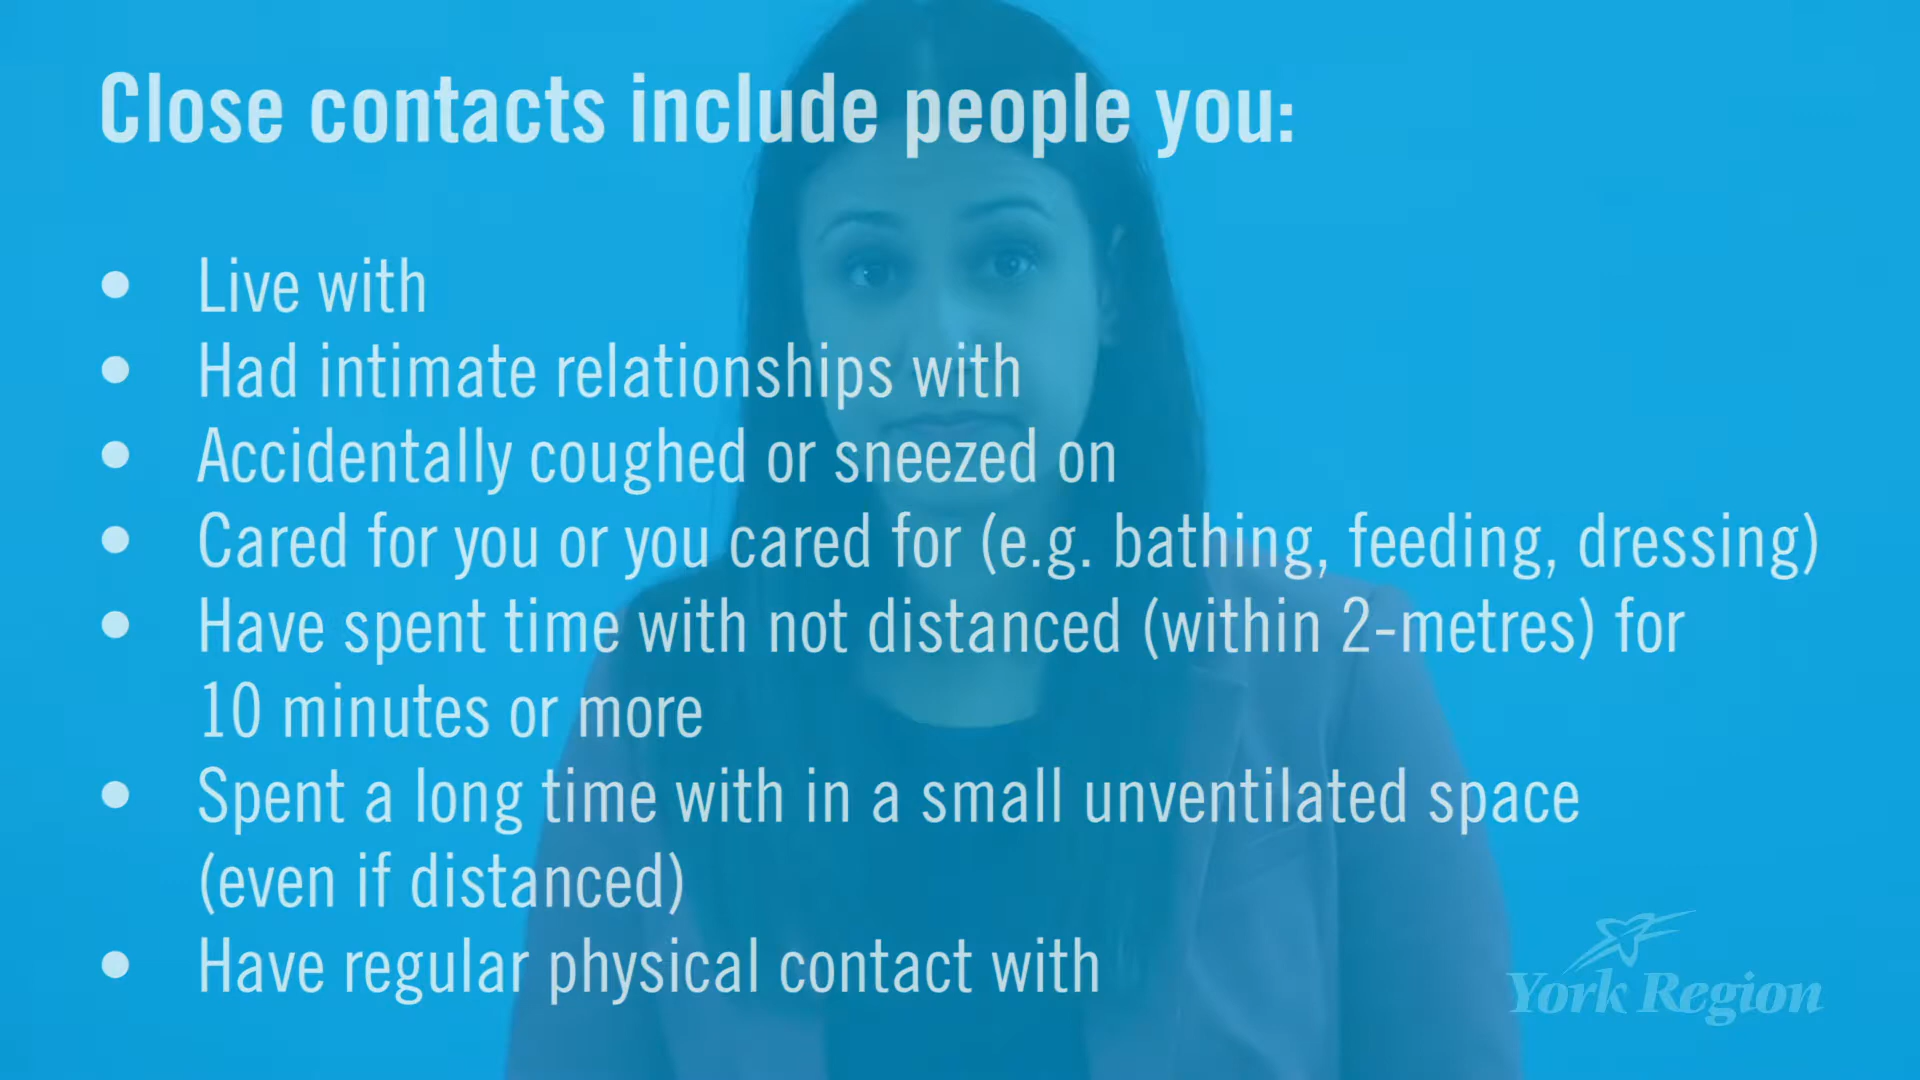 Close contacts include people you:
• Live with
• Had intimate relationships with
• Accidentally coughed or sneezed on
• Cared for you or you cared for (e.g. bathing, feeding, dressing)
• Have spent time with not distanced (within 2-metres) for
10 minutes or more
• Spent a long time with in a small unventilated space
(even if distanced)
• Have regular physical contact with
York Region